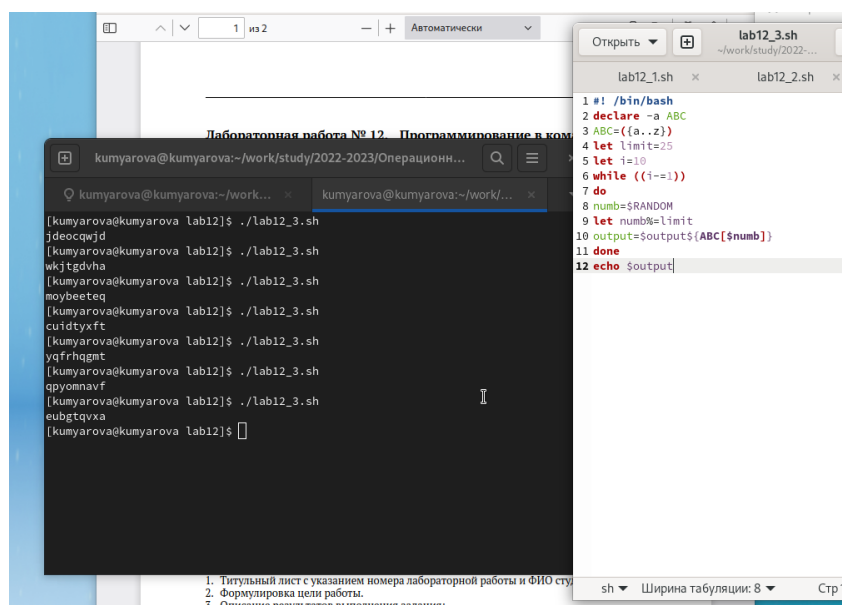 1 из 2
Автоматически
Лабораторная работа № 12. Программирование в
kumyarova@kumyarova:~/work/study/2022-2023/Операционн...
kumyarova@kumyarova:~/work...
kumyarova@kumyarova:~/work/...
[kumyarova@kumyarova lab12]$ ./lab12_3.sh
jdeocqwjd
[kumyarova@kumyarova lab12]$ ./lab12_3.sh
wkjtgdvha
[kumyarova@kumyarova lab12]$ ./lab12_3.sh
moybeeteq
[kumyarova@kumyarova lab12]$ ./lab12_3.sh
cuidtyxft
[kumyarova@kumyarova lab12]$ ./lab12_3.sh
yqfrhqgmt
[kumyarova@kumyarova lab12]$ ./lab12_3.sh
qpyomnavf
[kumyarova@kumyarova lab12]$ ./lab12_3.sh
eubgtqvxa
[kumyarova@kumyarova lab12]$
1. Титульный лист с указанием номера лабораторной работы и ФИО
2. Формулировка цели работы.
3. Описание результатов выполнения задания:
Открыть
lab12_3.sh
~/work/study/2022-...
lab12_1.sh
lab12_2.sh
1 #! /bin/bash
2 declare -a ABC
3 ABC=({a..z})
4 let limit=25
5 let i=10
6 while ((i-=1))
7 do
8 numb=$RANDOM
9 let numb%=limit
10 output=$output${ABC[$numb]}
11 done
12 echo $output
sh
Ширина табуляции: 8
Стр